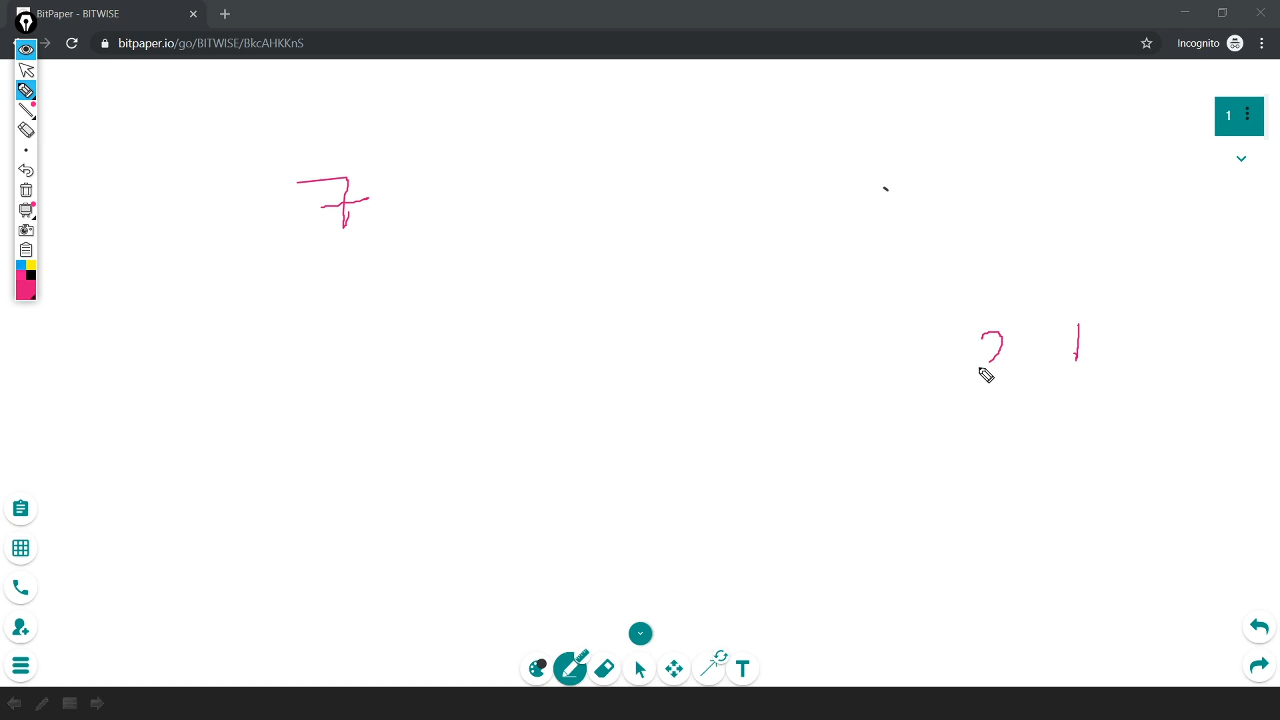 BitPaper - BITWISE
bitpaper.io/go/BITWISE/BkcAHKKnS
Incognito
1
7
2 1
T